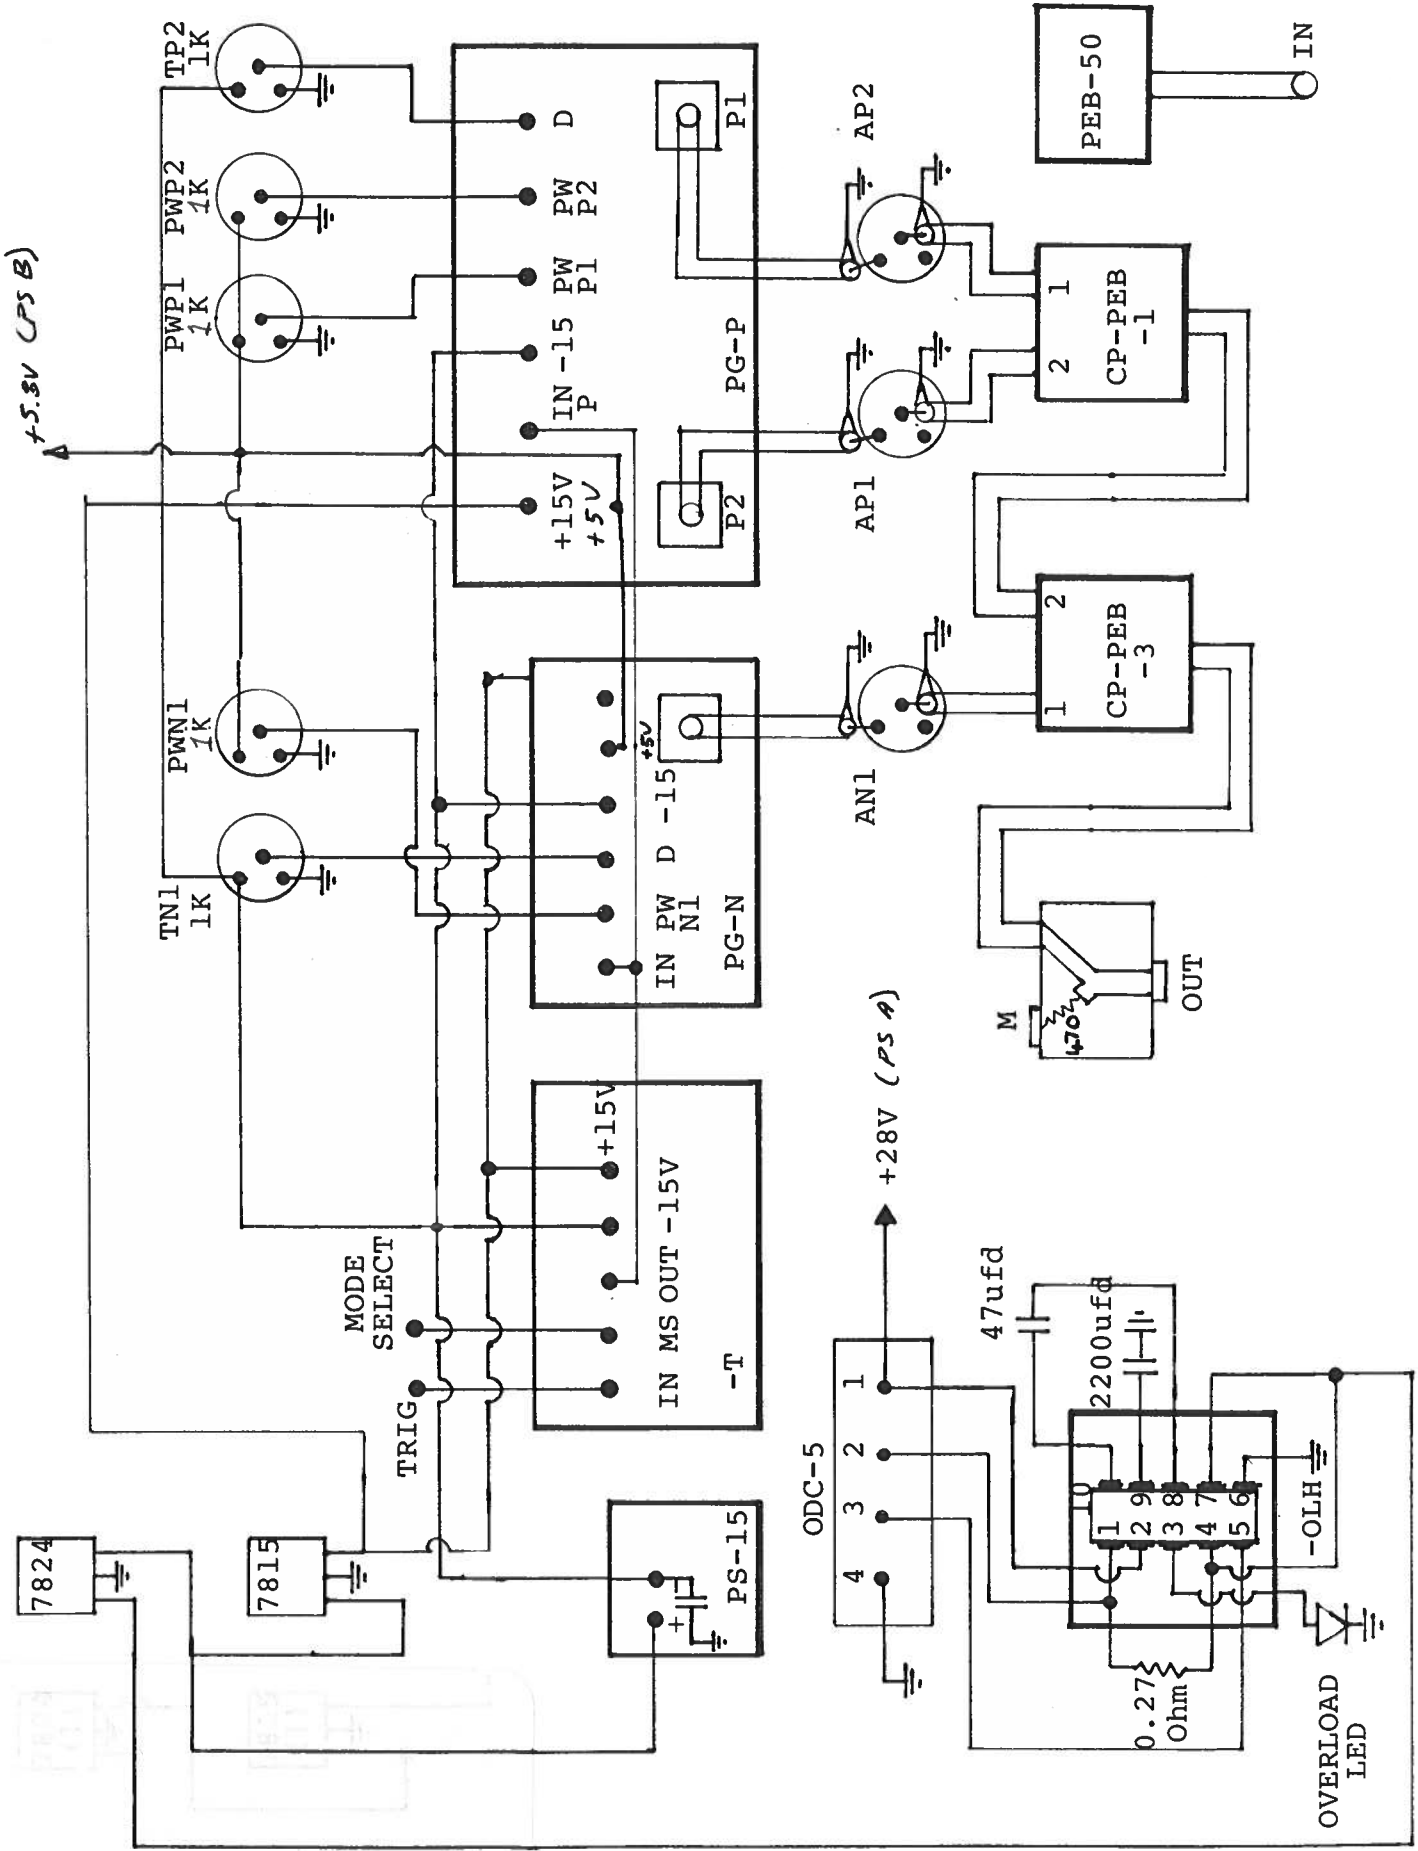 +5.8V (PS B)
7824
7815
PS-15
+
TRIG
MODE
SELECT
IN MS OUT -15V
+15V
-T
TN1
1K
PWN1
1K
PWP1
1K
PWP2
1K
TP2
1K
IN PW
N1
D -15
+5V
PG-N
+15V
+5V
IN
P
-15
PW
P1
PW
P2
D
P2
PG-P
P1
AN1
AP1
AP2
1
2
CP-PEB
-3
2
1
CP-PEB
-1
PEB-50
IN
M
470
OUT
ODC-5
4 3 2 1
+28V (PS A)
47ufd
2200ufd
10
1
2
3
4
5
9
8
7
6
-OLH
0.27
Ohm
OVERLOAD
LED